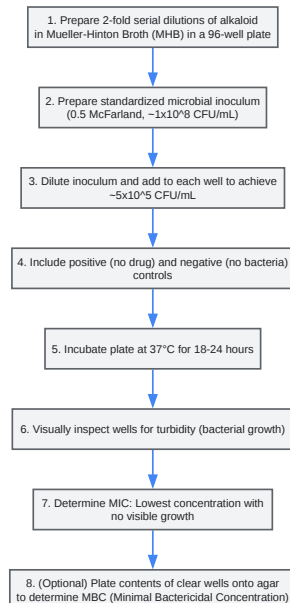 1. Prepare 2-fold serial dilutions of alkaloid
in Mueller-Hinton Broth (MHB) in a 96-well plate
2. Prepare standardized microbial inoculum
(0.5 McFarland, ~1x10^8 CFU/mL)
3. Dilute inoculum and add to each well to achieve
~5x10^5 CFU/mL
4. Include positive (no drug) and negative (no bacteria)
controls
5. Incubate plate at 37°C for 18-24 hours
6. Visually inspect wells for turbidity (bacterial growth)
7. Determine MIC: Lowest concentration with
no visible growth
8. (Optional) Plate contents of clear wells onto agar
to determine MBC (Minimal Bactericidal Concentration)